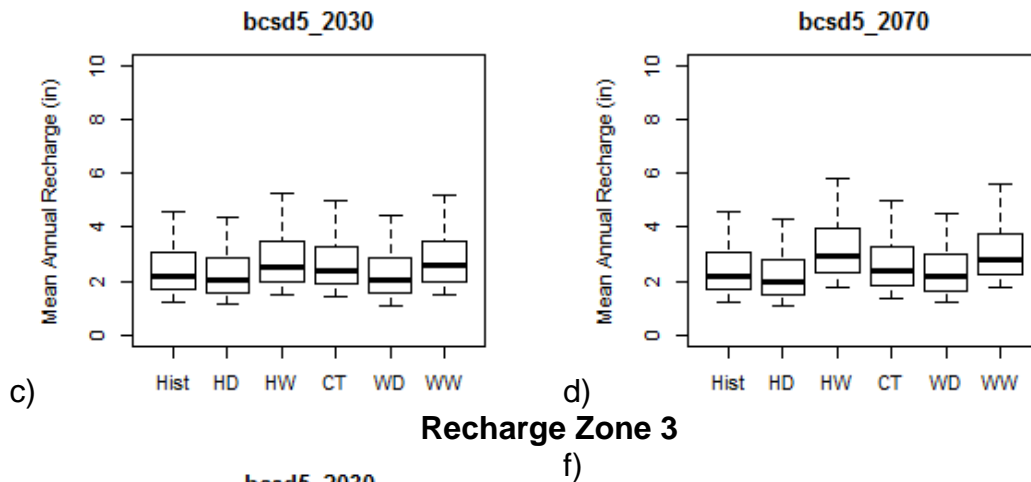 bcsd5_2030
Mean Annual Recharge (in)
10
8
6
4
2
0
Hist HD HW CT WD WW
c)
bcsd5_2070
Mean Annual Recharge (in)
10
8
6
4
2
0
Hist HD HW CT WD WW
d)
Recharge Zone 3
f)